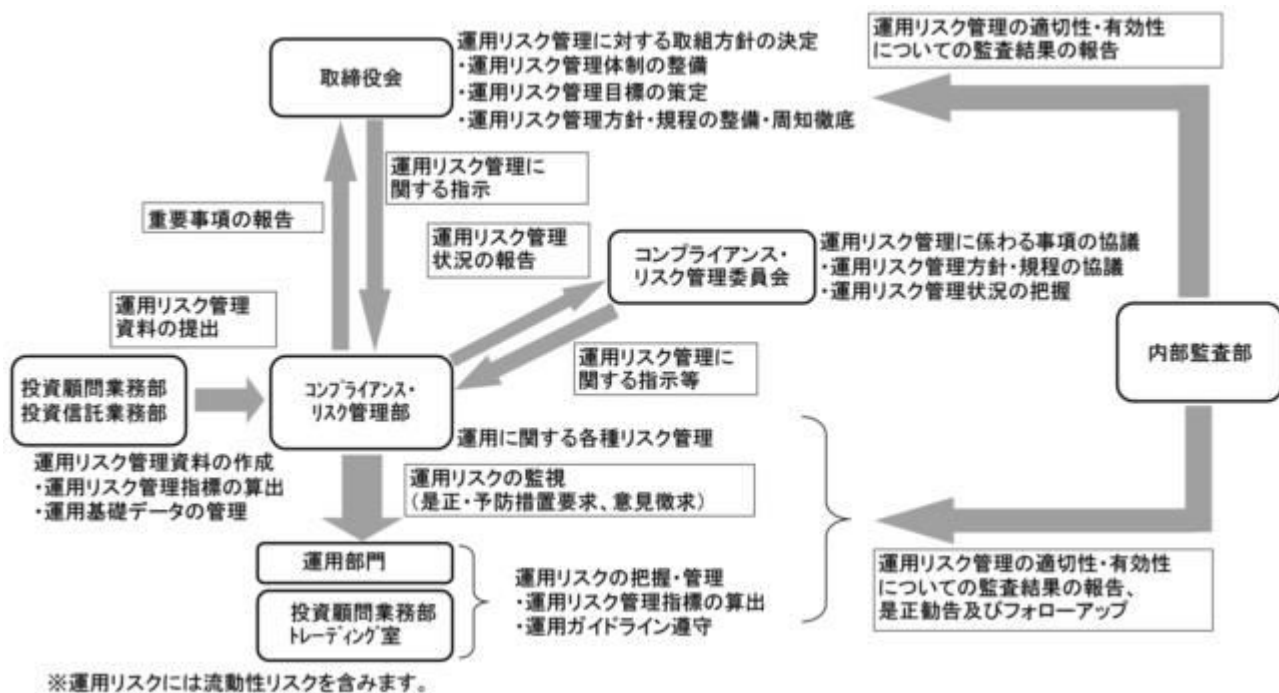 取締役会
運用リスク管理に対する取組方針の決定
・運用リスク管理体制の整備
・運用リスク管理目標の策定
・運用リスク管理方針・規程の整備・周知徹底
運用リスク管理の適切性・有効性
についての監査結果の報告
運用リスク管理に
関する指示
重要事項の報告
運用リスク管理
状況の報告
コンプライアンス・
リスク管理委員会
運用リスク管理に係わる事項の協議
・運用リスク管理方針・規程の協議
・運用リスク管理状況の把握
運用リスク管理
資料の提出
運用リスク管理に
関する指示等
内部監査部
投資顧問業務部
投資信託業務部
コンプライアンス・
リスク管理部
運用に関する各種リスク管理
運用リスク管理資料の作成
・運用リスク管理指標の算出
・運用基礎データの管理
運用リスクの監視
(是正・予防措置要求、意見徴求)
運用部門
投資顧問業務部
トレーディング室
運用リスクの把握・管理
・運用リスク管理指標の算出
・運用ガイドライン遵守
運用リスク管理の適切性・有効性
についての監査結果の報告、
是正勧告及びフォローアップ
※運用リスクには流動性リスクを含みます。